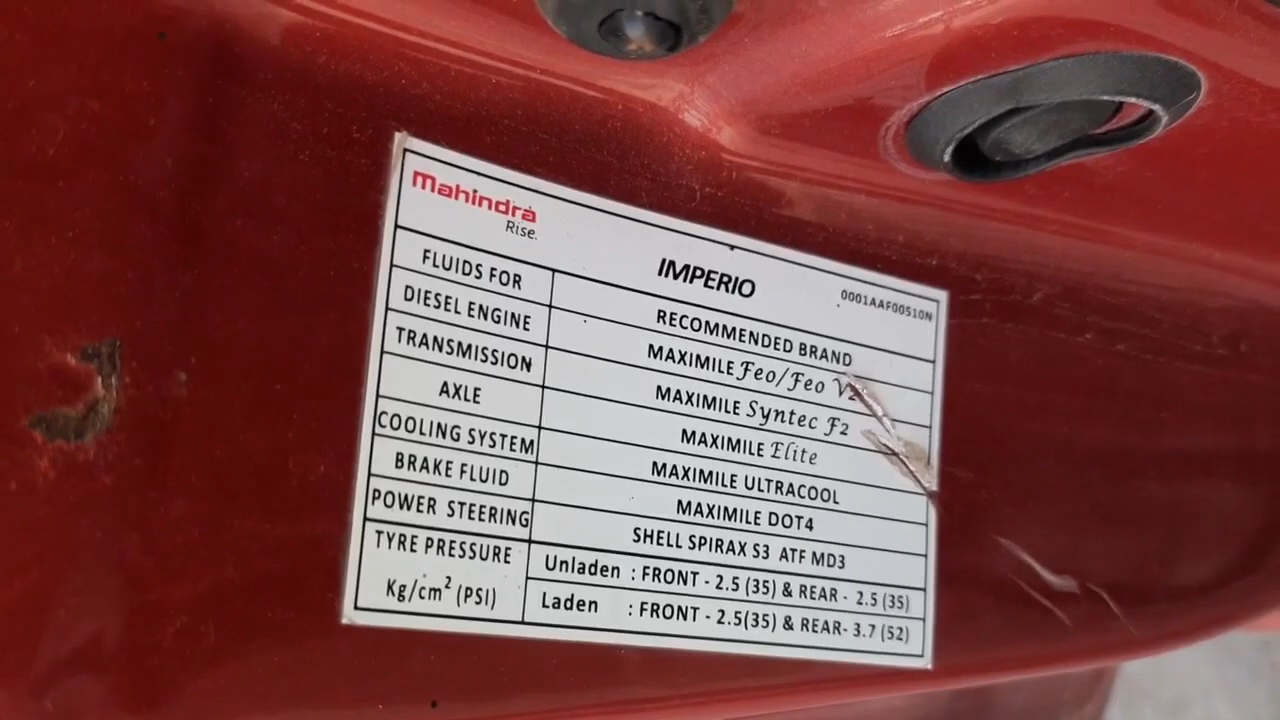 Mahindra
Rise.
IMPERIO
0001AAF00510N
FLUIDS FOR RECOMMENDED BRAND
DIESEL ENGINE MAXIMILE Feo/Feo V2
TRANSMISSION MAXIMILE Syntec F2
AXLE MAXIMILE Elite
COOLING SYSTEM MAXIMILE ULTRACOOL
BRAKE FLUID MAXIMILE DOT4
POWER STEERING SHELL SPIRAX S3 ATF MD3
TYRE PRESSURE Unladen : FRONT - 2.5 (35) & REAR - 2.5 (35)
Kg/cm² (PSI) Laden : FRONT - 2.5(35) & REAR- 3.7 (52)